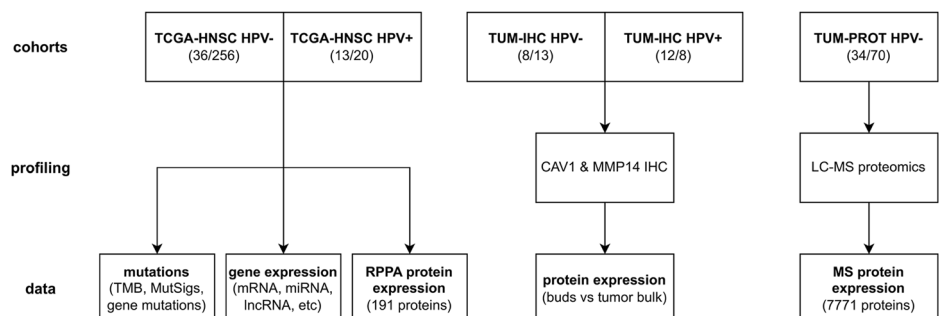 cohorts
TCGA-HNSC HPV-
(36/256)
TCGA-HNSC HPV+
(13/20)
TUM-IHC HPV-
(8/13)
TUM-IHC HPV+
(12/8)
TUM-PROT HPV-
(34/70)
profiling
CAV1 & MMP14 IHC
LC-MS proteomics
data
mutations
(TMB, MutSigs,
gene mutations)
gene expression
(mRNA, miRNA,
lncRNA, etc)
RPPA protein
expression
(191 proteins)
protein expression
(buds vs tumor bulk)
MS protein
expression
(7771 proteins)